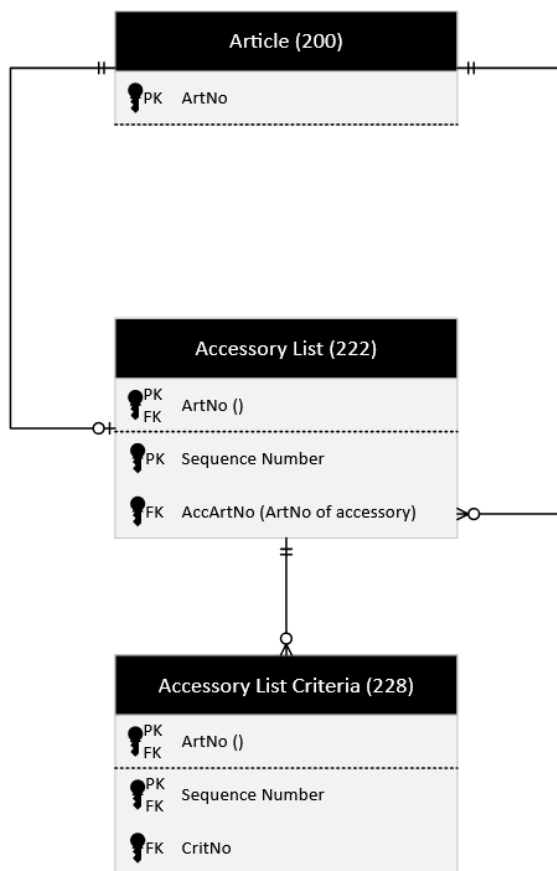 Article (200)
PK ArtNo
Accessory List (222)
PK
FK ArtNo ()
PK Sequence Number
FK AccArtNo (ArtNo of accessory)
Accessory List Criteria (228)
PK
FK ArtNo ()
PK
FK Sequence Number
FK CritNo